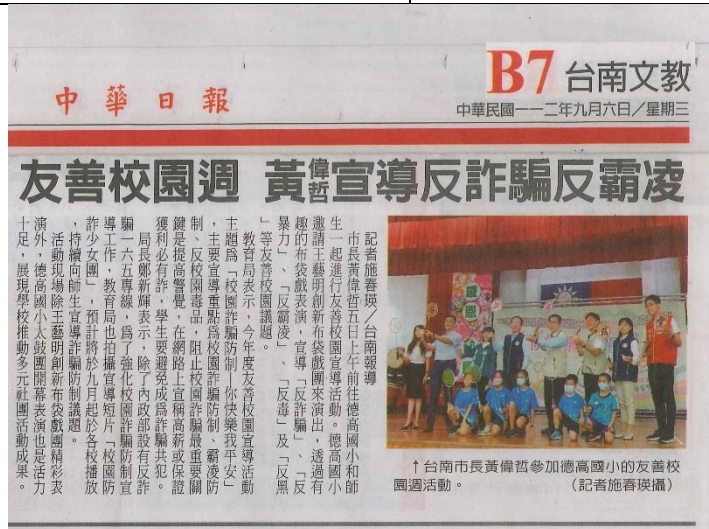 中華日報
B7 台南文教
中華民國一一二年九月六日／星期三
友善校園週 黃偉哲宣導反詐騙反霸凌
記者施春瑛／台南報導
市長黃偉哲五日上午前往德高國小和師
生一起進行友善校園宣導活動。德高國小
邀請王藝明創新布袋戲團來演出，透過有
趣的布袋戲表演，宣導「反詐騙」、「反
暴力」、「反霸凌」、「反毒」及「反黑
」等友善校園議題。
教育局表示，今年度友善校園宣導活動
主題為「校園詐騙防制─你快樂我平安」
，主要宣導重點為校園詐騙防制、霸凌防
制、反校園毒品，阻止校園詐騙最重要關
鍵是提高警覺，在網路上宣稱高薪或保證
獲利必有詐，學生要避免成為詐騙共犯。
局長鄭新輝表示，除了內政部設有反詐
騙一六五專線，為了強化校園詐騙防制宣
導工作，教育局也拍攝宣導短片「校園防
詐少女團」，預計將於九月起於各校播放
，持續向師生宣導詐騙防制議題。
活動現場除王藝明創新布袋戲團精彩表
演外，德高國小太鼓團開幕表演也是活力
十足，展現學校推動多元社團活動成果。
感恩
↑台南市長黃偉哲參加德高國小的友善校
園週活動。 （記者施春瑛攝）